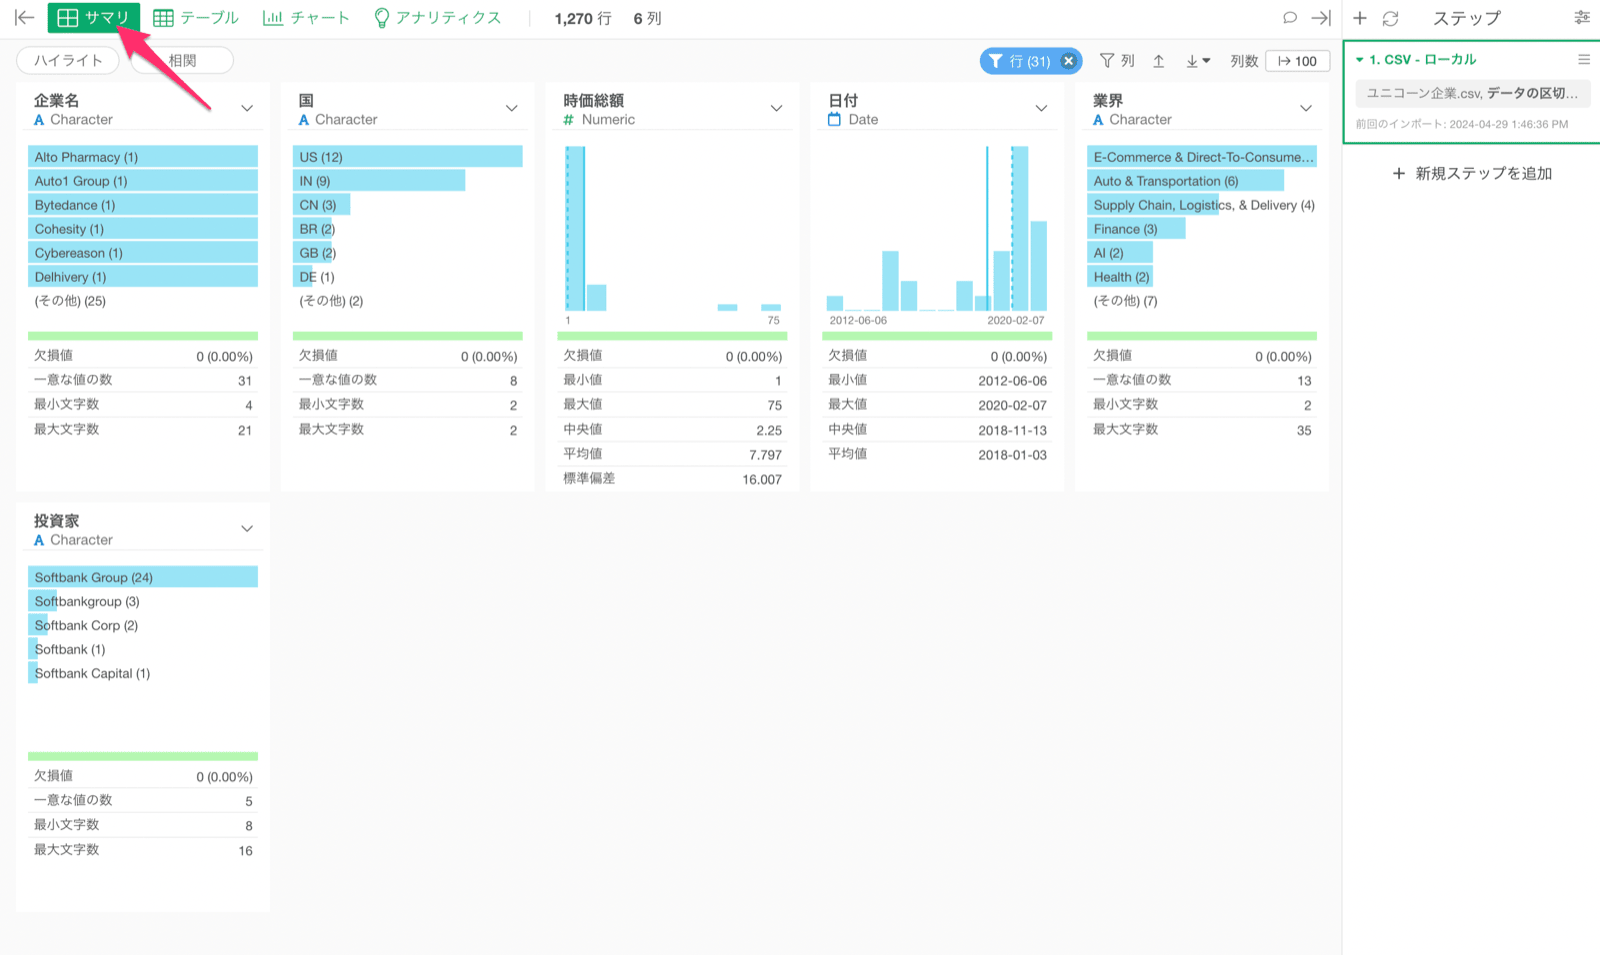 サマリ テーブル チャート アナリティクス 1,270 行 6 列
ステップ
ハイライト 相関 行 (31) 列 列数 100
1. CSV - ローカル
ユニコーン企業.csv, データの区切...
前回のインポート: 2024-04-29 1:46:36 PM
新規ステップを追加
企業名
A Character
Alto Pharmacy (1)
Auto1 Group (1)
Bytedance (1)
Cohesity (1)
Cybereason (1)
Delhivery (1)
(その他) (25)
欠損値 0 (0.00%)
一意な値の数 31
最小文字数 4
最大文字数 21
国
A Character
US (12)
IN (9)
CN (3)
BR (2)
GB (2)
DE (1)
(その他) (2)
欠損値 0 (0.00%)
一意な値の数 8
最小文字数 2
最大文字数 2
時価総額
# Numeric
1 75
欠損値 0 (0.00%)
最小値 1
最大値 75
中央値 2.25
平均値 7.797
標準偏差 16.007
日付
Date
2012-06-06 2020-02-07
欠損値 0 (0.00%)
最小値 2012-06-06
最大値 2020-02-07
中央値 2018-11-13
平均値 2018-01-03
業界
A Character
E-Commerce & Direct-To-Consume...
Auto & Transportation (6)
Supply Chain, Logistics, & Delivery (4)
Finance (3)
AI (2)
Health (2)
(その他) (7)
欠損値 0 (0.00%)
一意な値の数 13
最小文字数 2
最大文字数 35
投資家
A Character
Softbank Group (24)
Softbankgroup (3)
Softbank Corp (2)
Softbank (1)
Softbank Capital (1)
欠損値 0 (0.00%)
一意な値の数 5
最小文字数 8
最大文字数 16